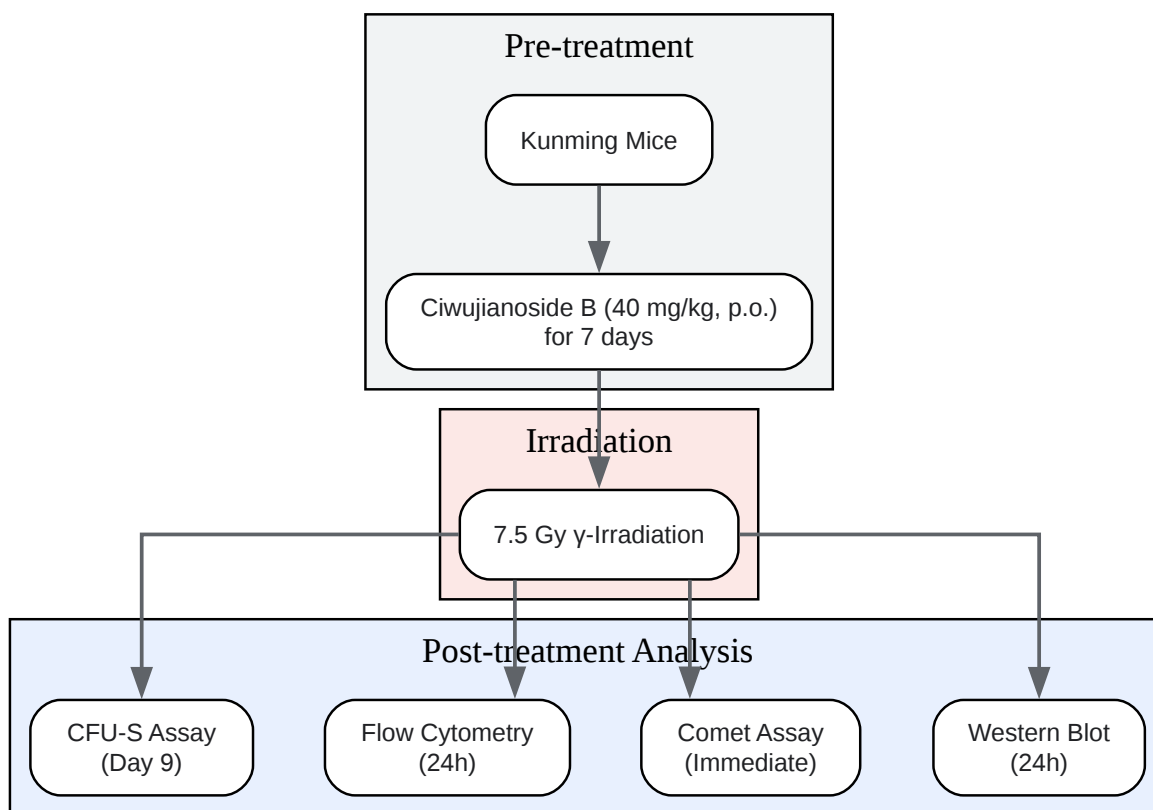 Pre-treatment
Kunming Mice
Ciwujianoside B (40 mg/kg, p.o.)
for 7 days
Irradiation
7.5 Gy γ-Irradiation
Post-treatment Analysis
CFU-S Assay
(Day 9)
Flow Cytometry
(24h)
Comet Assay
(Immediate)
Western Blot
(24h)